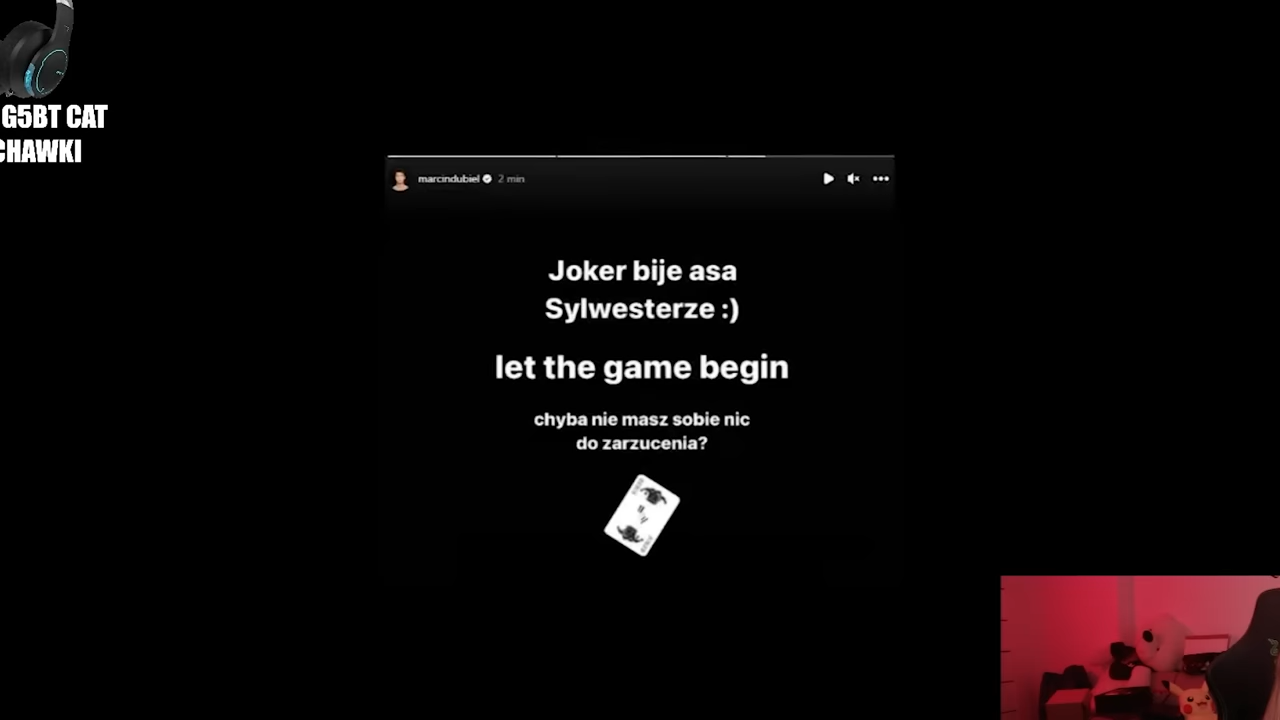 G5BT CAT
CHAWKI
marcindubiel 2 min
Joker bije asa
Sylwesterze :)
let the game begin
chyba nie masz sobie nic
do zarzucenia?